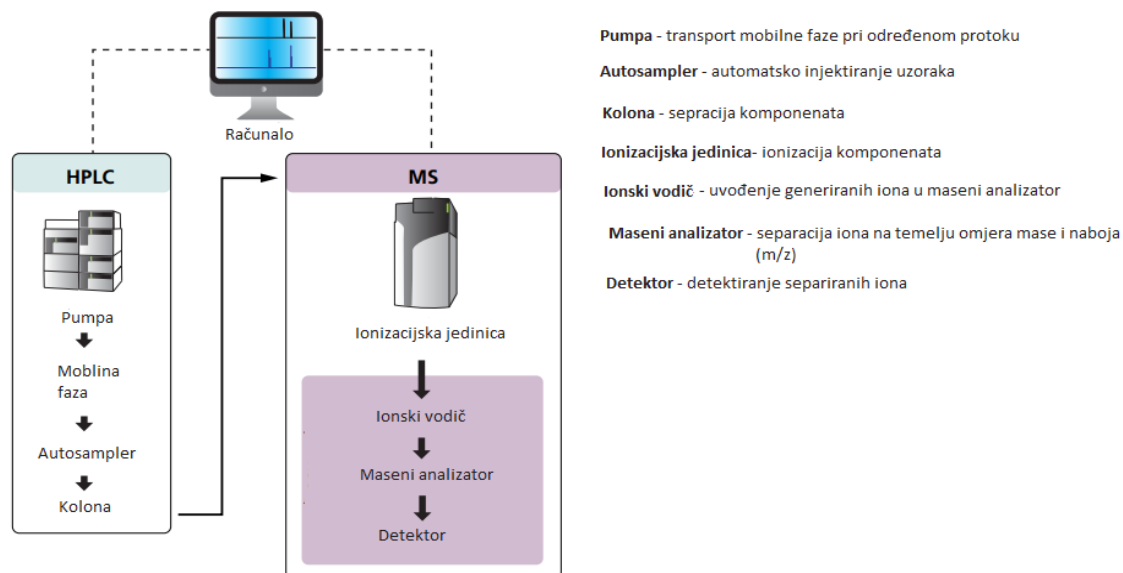 Računalo
HPLC
Pumpa
Moblina
faza
Autosampler
Kolona
MS
Ionizacijska jedinica
Ionski vodič
Maseni analizator
Detektor
Pumpa - transport mobilne faze pri određenom protoku
Autosampler - automatsko injektiranje uzoraka
Kolona - sepracija komponenata
Ionizacijska jedinica- ionizacija komponenata
Ionski vodič - uvođenje generiranih iona u maseni analizator
Maseni analizator - separacija iona na temelju omjera mase i naboja
(m/z)
Detektor - detektiranje separiranih iona